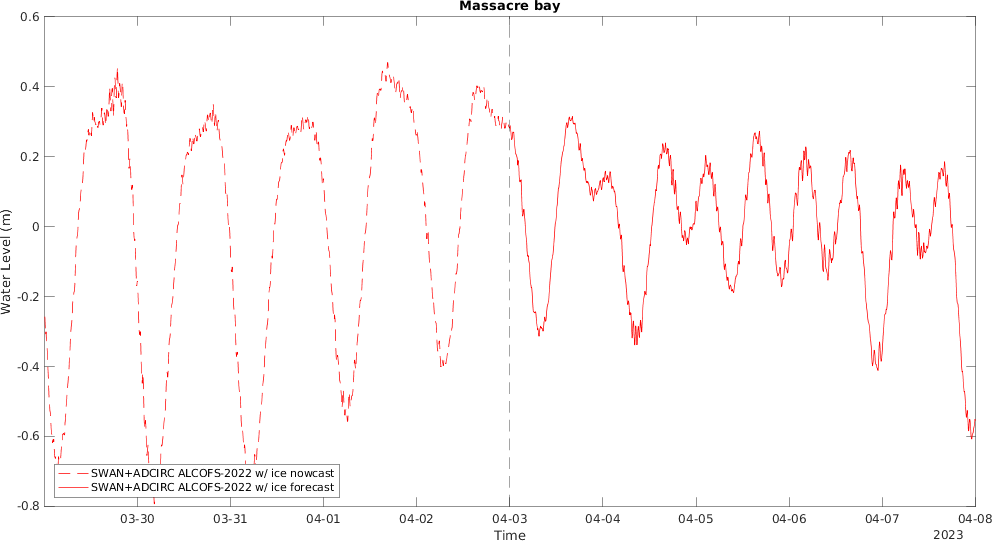 Massacre bay
0.6
0.4
0.2
0
-0.2
-0.4
-0.6
-0.8
Water Level (m)
SWAN+ADCIRC ALCOFS-2022 w/ ice nowcast
SWAN+ADCIRC ALCOFS-2022 w/ ice forecast
03-30 03-31 04-01 04-02 04-03 04-04 04-05 04-06 04-07 04-08
Time
2023